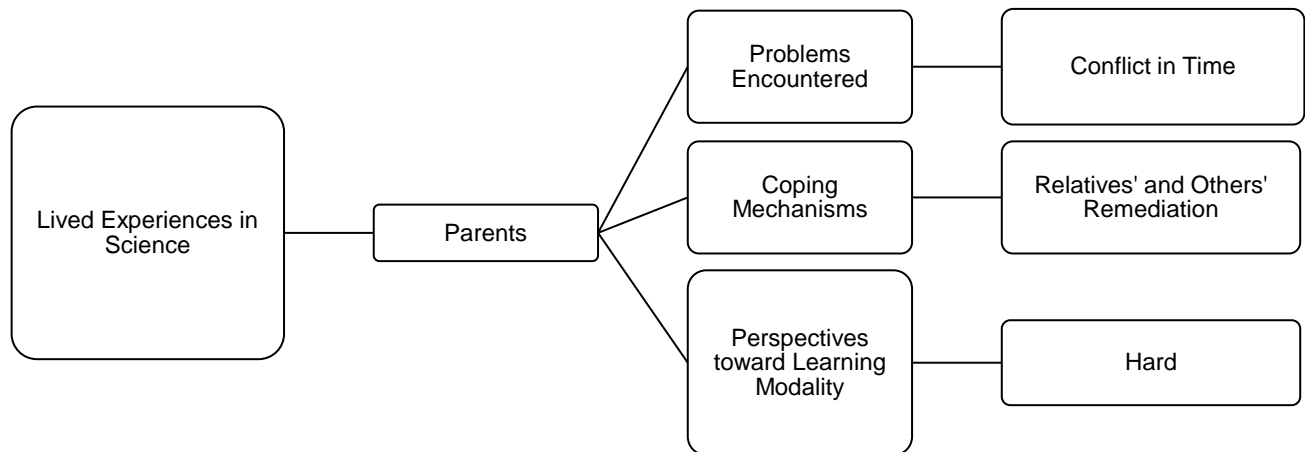 Lived Experiences in
Science
Parents
Problems
Encountered
Conflict in Time
Coping
Mechanisms
Relatives' and Others'
Remediation
Perspectives
toward Learning
Modality
Hard